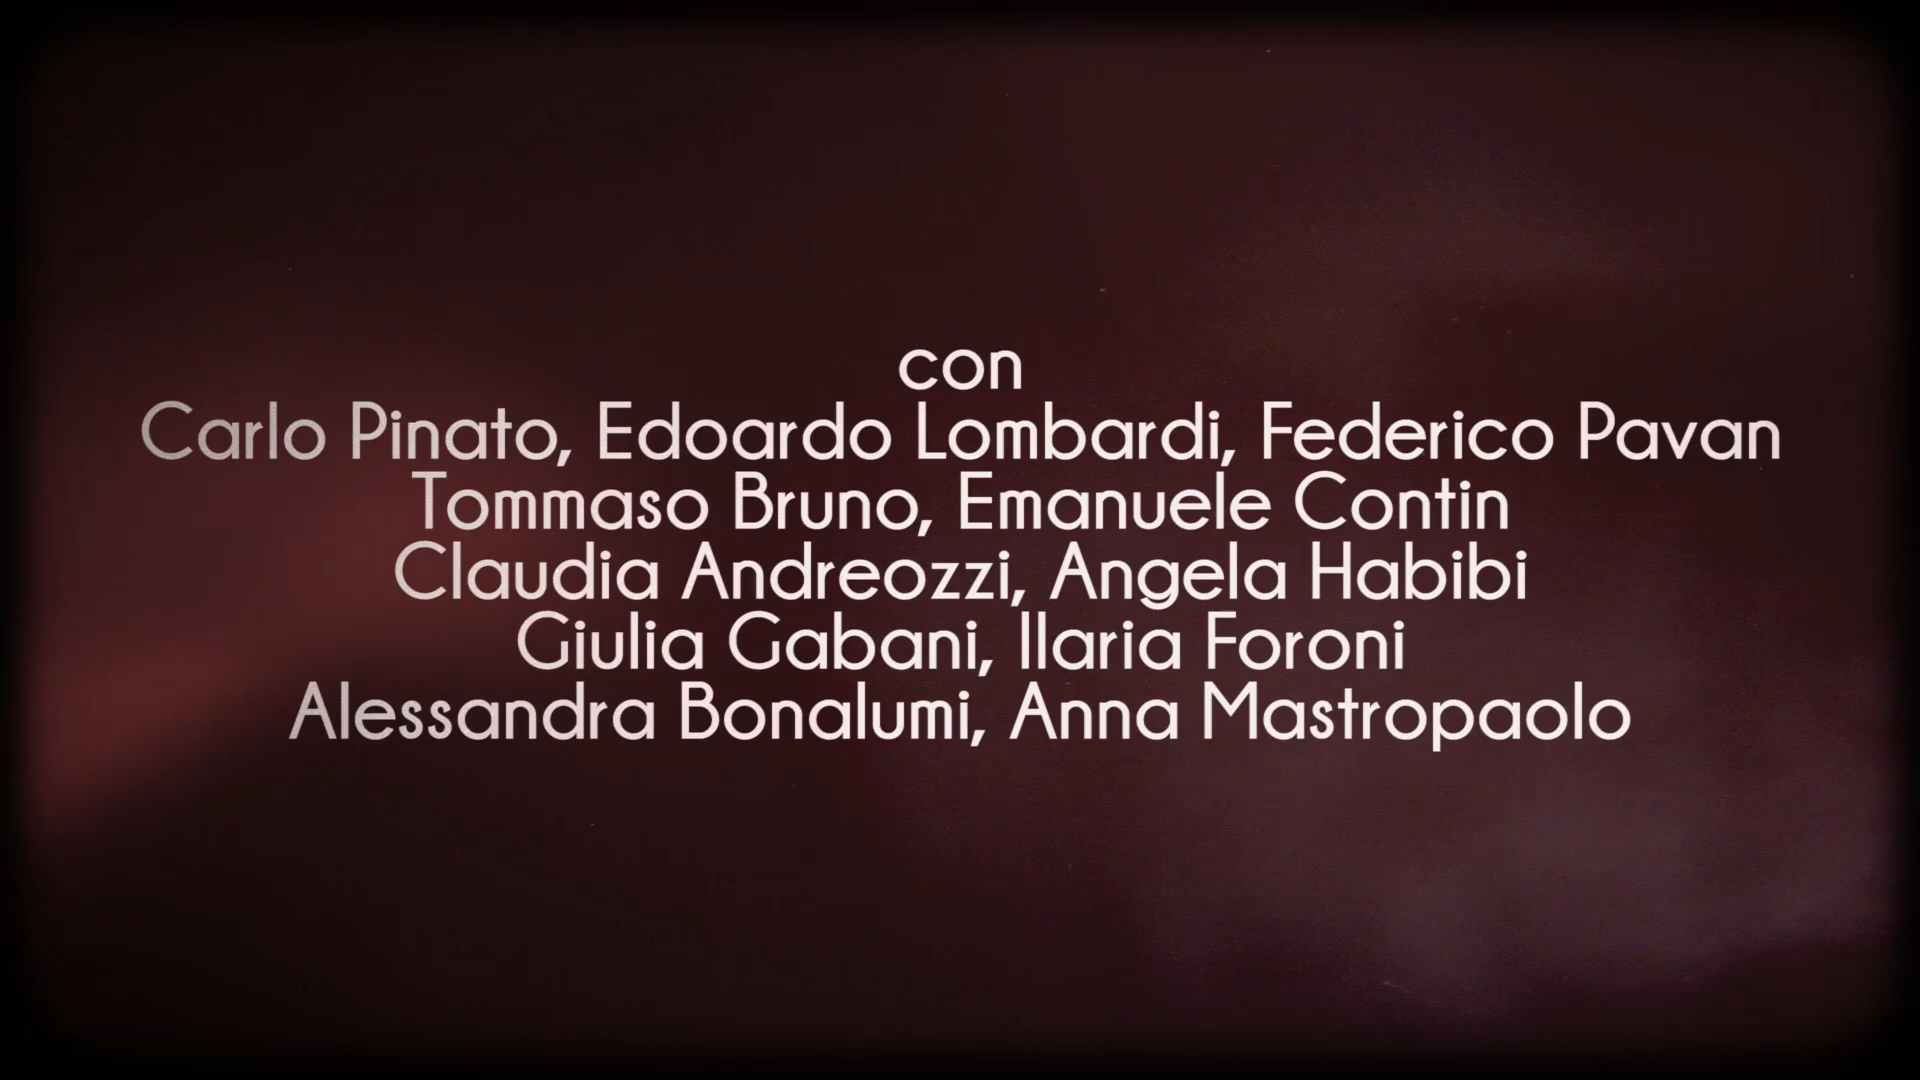 con
Carlo Pinato, Edoardo Lombardi, Federico Pavan
Tommaso Bruno, Emanuele Contin
Claudia Andreozzi, Angela Habibi
Giulia Gabani, Ilaria Foroni
Alessandra Bonalumi, Anna Mastropaolo